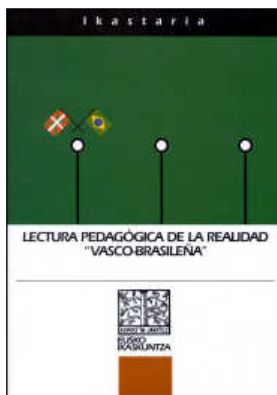 Ikastaria
LECTURA PEDAGÓGICA DE LA REALIDAD
"VASCO-BRASILEÑA"
EUSKO
IKASKUNTZA